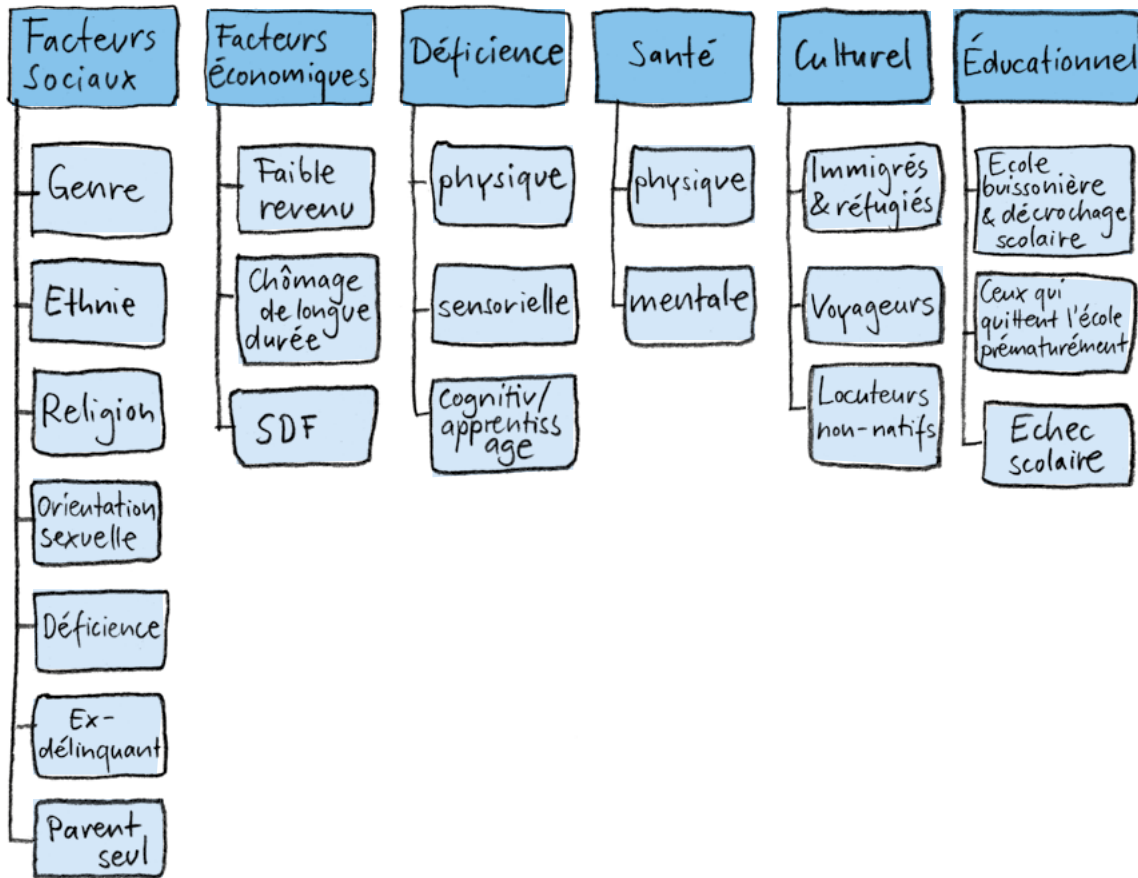 Facteurs
Sociaux
Genre
Ethnie
Religion
Orientation
sexuelle
Déficience
Ex-
délinquant
Parent
seul
Facteurs
économiques
Faible
revenu
Chômage
de longue
durée
SDF
Déficience
physique
sensorielle
Cognitiv/
apprentiss
age
Santé
physique
mentale
Culturel
Immigrés
& réfugiés
Voyageurs
Locuteurs
non-natifs
Éducationnel
Ecole
buissonière
& décrochage
scolaire
Ceux qui
quittent l'école
prématurément
Echec
scolaire